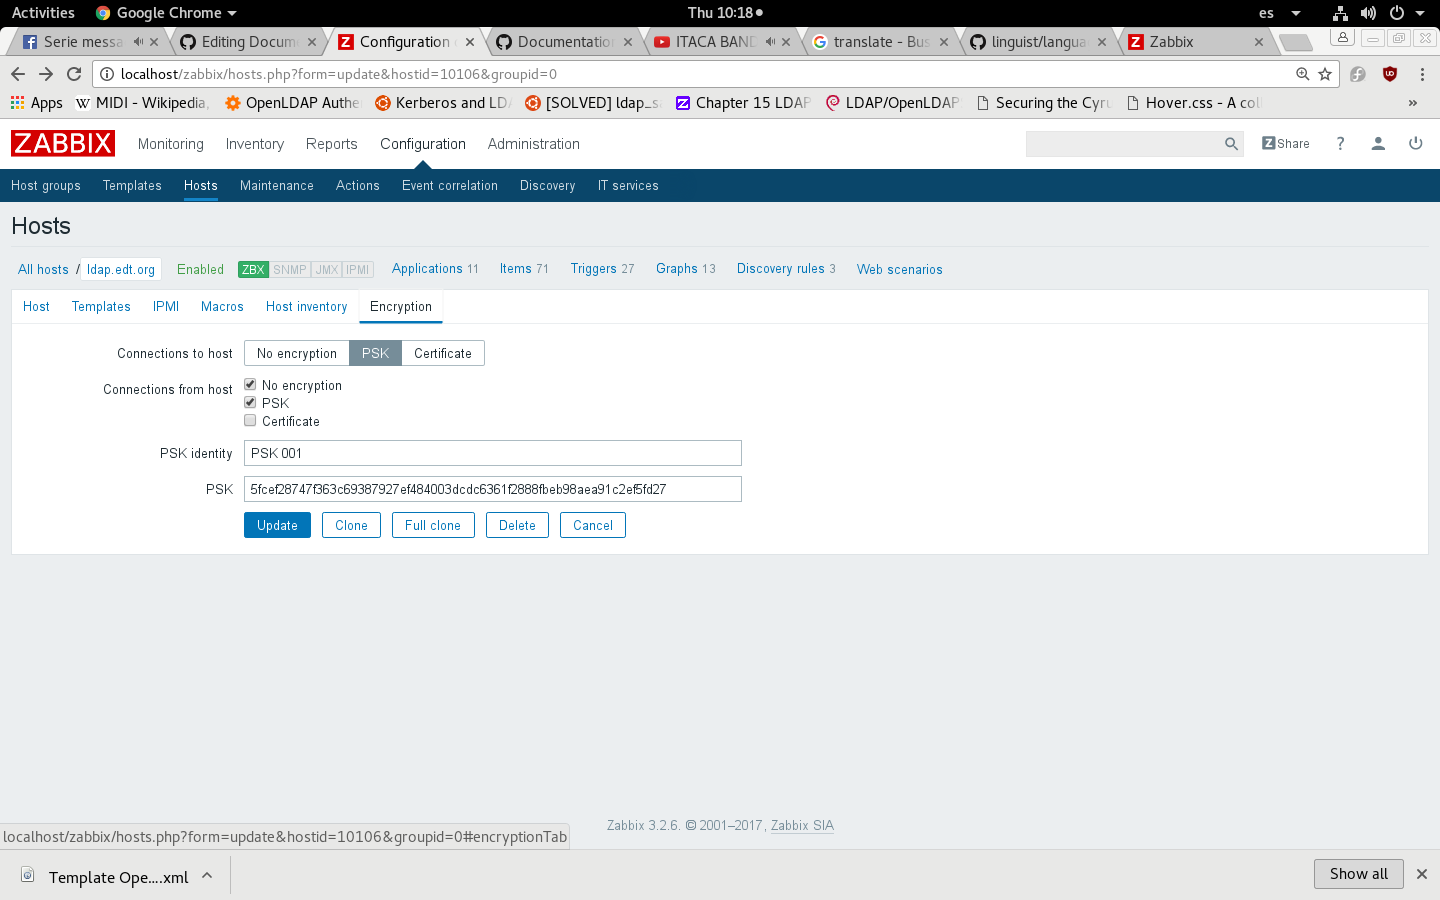 Activities Google Chrome Thu 10:18 es
Serie messa Editing Docum Configuration Documentatio ITACA BAND translate - Bus linguist/langua Zabbix
localhost/zabbix/hosts.php?form=update&hostid=10106&groupid=0
Apps MIDI - Wikipedia, OpenLDAP Authe Kerberos and LDA [SOLVED] ldap_s Chapter 15 LDAP LDAP/OpenLDAP Securing the Cyru Hover.css - A col »
ZABBIX Monitoring Inventory Reports Configuration Administration Z Share ?
Host groups Templates Hosts Maintenance Actions Event correlation Discovery IT services
Hosts
All hosts / ldap.edt.org Enabled ZBX SNMP JMX IPMI Applications 11 Items 71 Triggers 27 Graphs 13 Discovery rules 3 Web scenarios
Host Templates IPMI Macros Host inventory Encryption
Connections to host No encryption PSK Certificate
Connections from host No encryption
PSK
Certificate
PSK identity PSK 001
PSK 5fcef28747f363c69387927ef484003dcdc6361f2888fbeb98aea91c2ef5fd27
Update Clone Full clone Delete Cancel
Zabbix 3.2.6. © 2001–2017, Zabbix SIA
localhost/zabbix/hosts.php?form=update&hostid=10106&groupid=0#encryptionTab
Template Ope....xml Show all